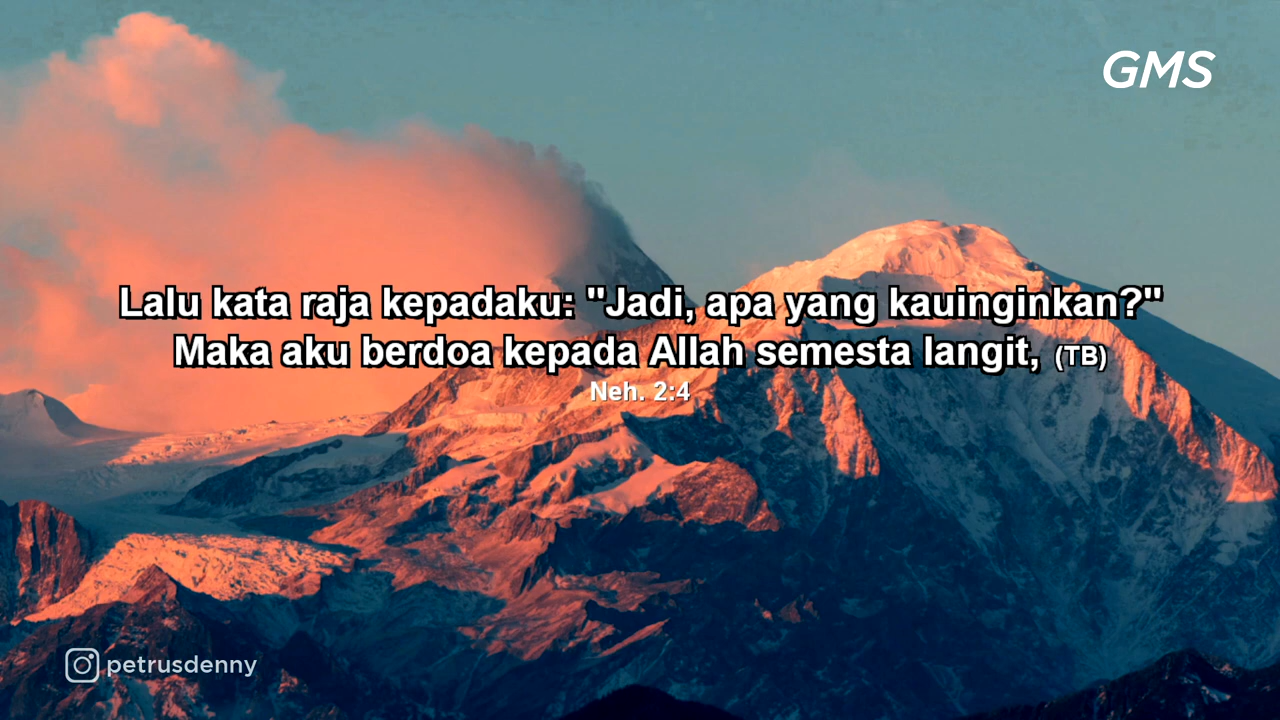 GMS
Lalu kata raja kepadaku: "Jadi, apa yang kauinginkan?"
Maka aku berdoa kepada Allah semesta langit, (TB)
Neh. 2:4
petrusdenny